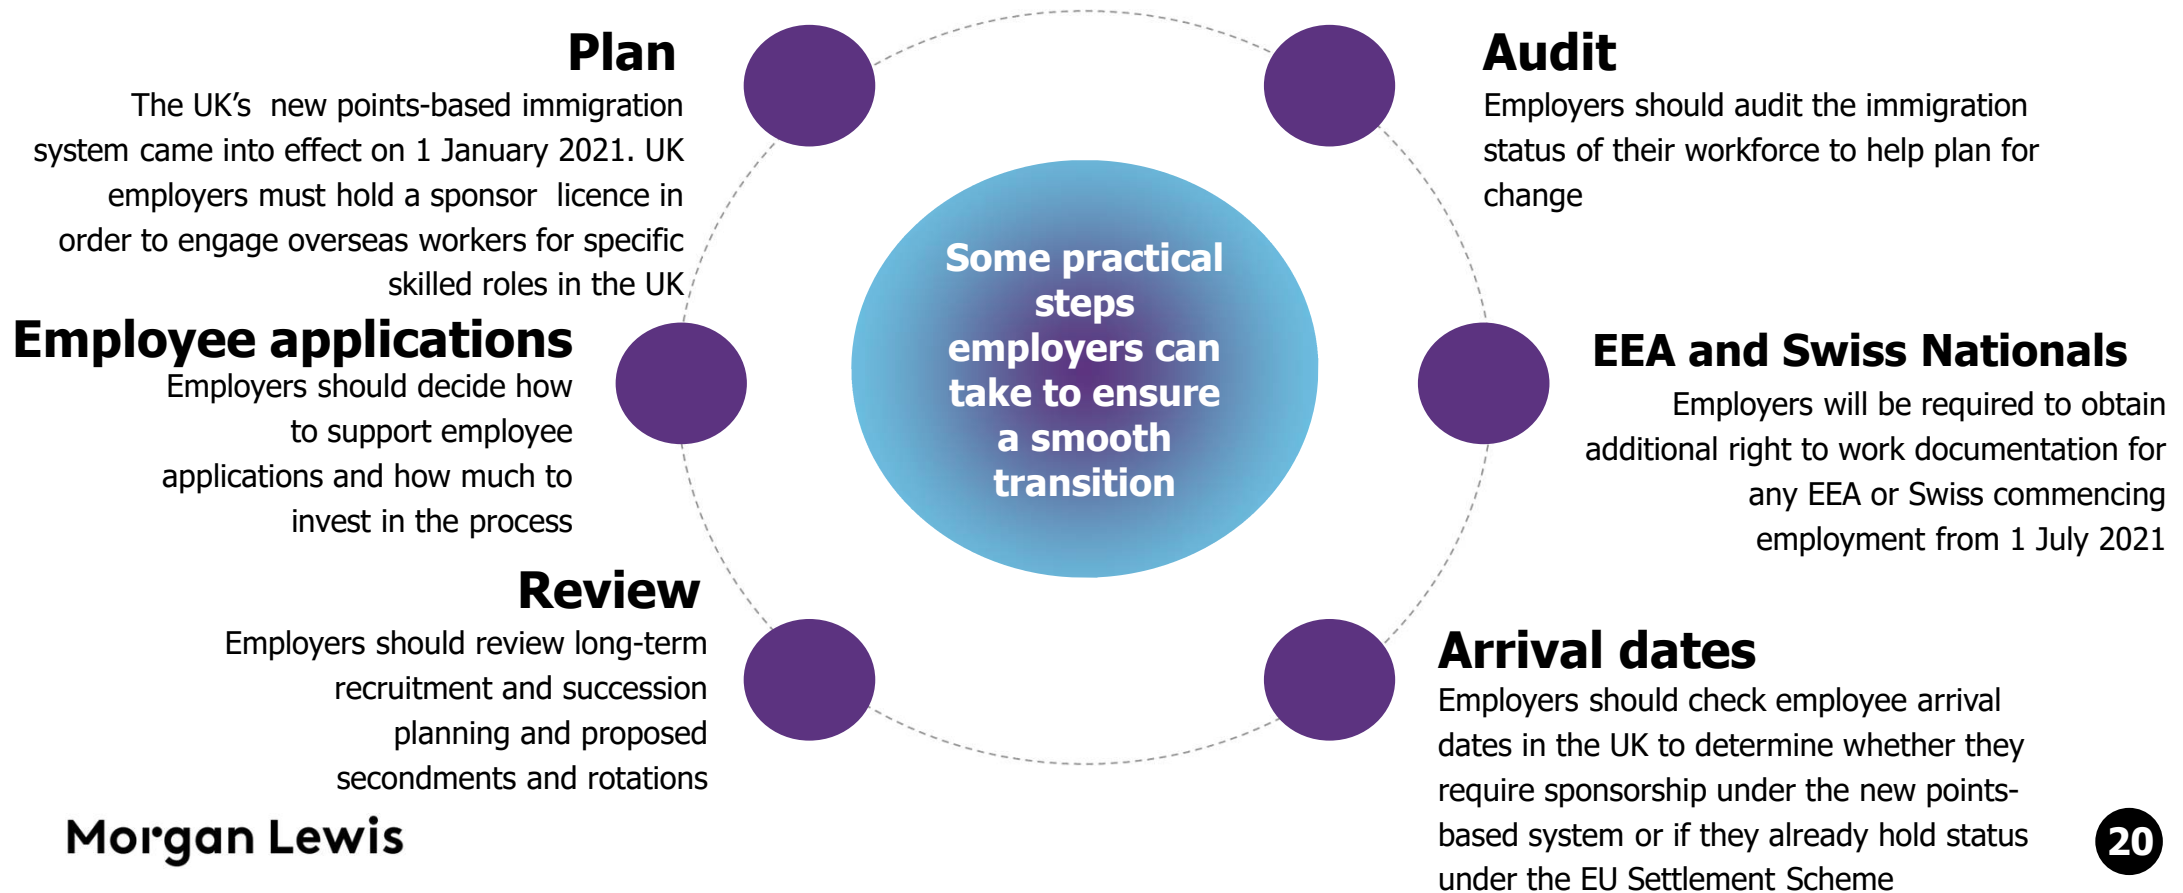 Plan
The UK's  new points-based immigration
system came into effect on 1 January 2021. UK
employers must hold a sponsor  licence in
order to engage overseas workers for specific
skilled roles in the UK
Employee applications
Employers should decide how
to support employee
applications and how much to
invest in the process
Review
Employers should review long-term
recruitment and succession
planning and proposed
secondments and rotations
Some practical
steps
employers can
take to ensure
a smooth
transition
Audit
Employers should audit the immigration
status of their workforce to help plan for
change
EEA and Swiss Nationals
Employers will be required to obtain
additional right to work documentation for
any EEA or Swiss commencing
employment from 1 July 2021
Arrival dates
Employers should check employee arrival
dates in the UK to determine whether they
require sponsorship under the new points-
based system or if they already hold status
under the EU Settlement Scheme
Morgan Lewis
20